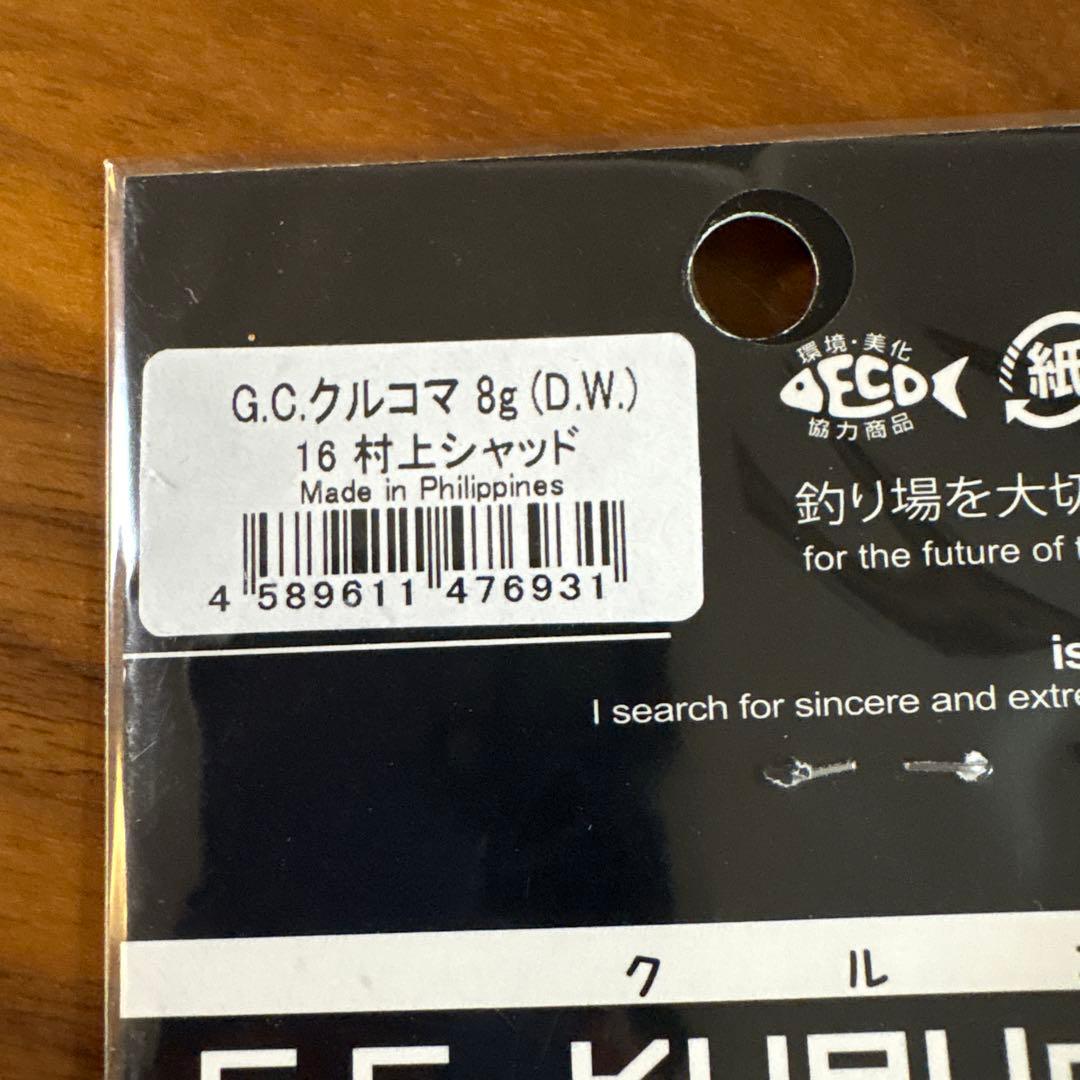 G.C.クルコマ 8g (D.W.)
16 村上シャッド
Made in Philippines
4 589611 476931
環境・美化
ECO
協力商品
紙
釣り場を大切
for the future of
is
I search for sincere and extre
ク ル